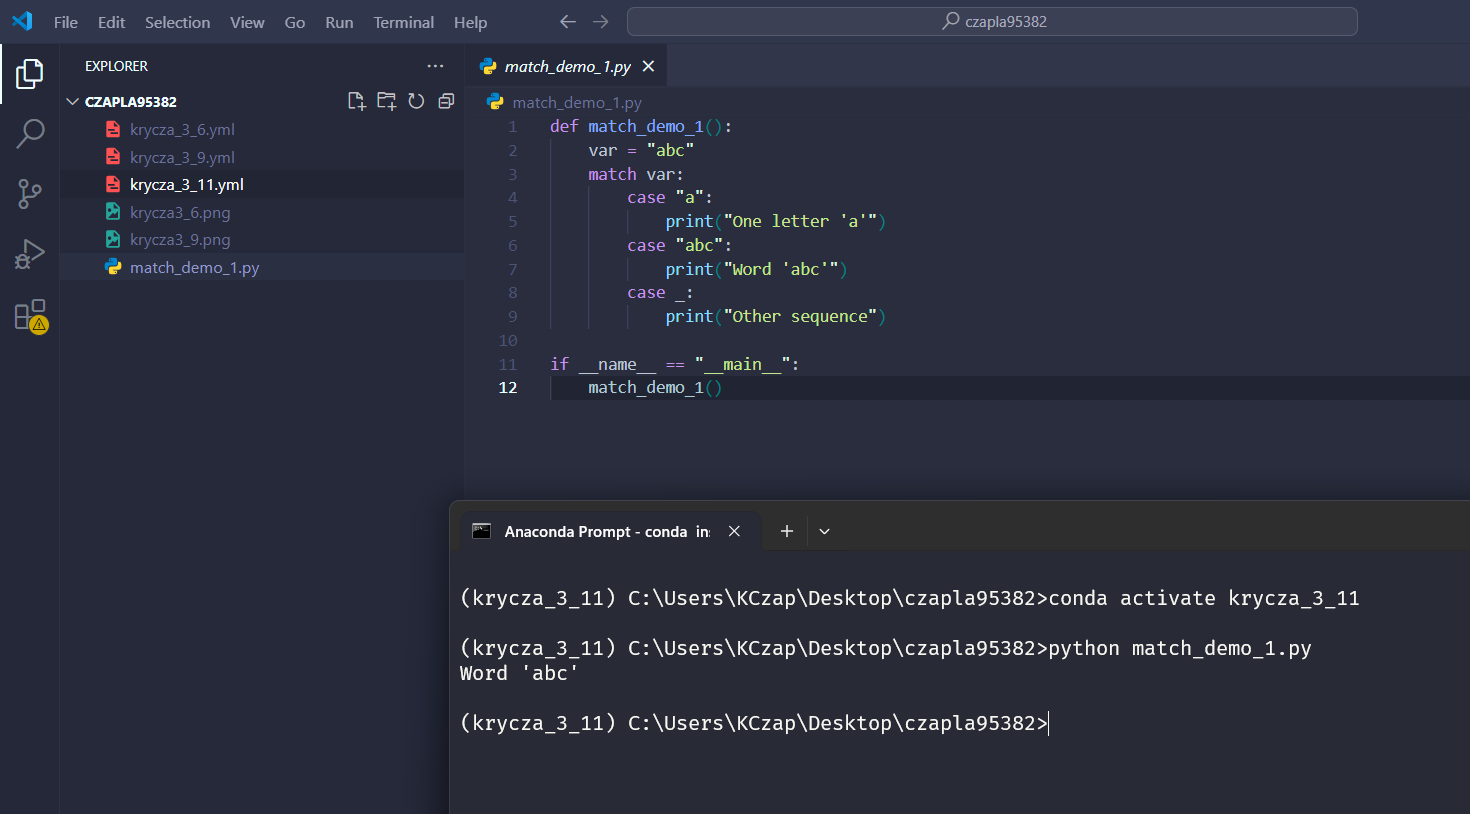 File Edit Selection View Go Run Terminal Help
czapla95382
EXPLORER
CZAPLA95382
krycza_3_6.yml
krycza_3_9.yml
krycza_3_11.yml
krycza3_6.png
krycza3_9.png
match_demo_1.py
match_demo_1.py
match_demo_1.py
1 def match_demo_1():
2     var = "abc"
3     match var:
4         case "a":
5             print("One letter 'a'")
6         case "abc":
7             print("Word 'abc'")
8         case _:
9             print("Other sequence")
10
11 if __name__ == "__main__":
12     match_demo_1()
Anaconda Prompt - conda in
(krycza_3_11) C:\Users\KCzap\Desktop\czapla95382>conda activate krycza_3_11
(krycza_3_11) C:\Users\KCzap\Desktop\czapla95382>python match_demo_1.py
Word 'abc'
(krycza_3_11) C:\Users\KCzap\Desktop\czapla95382>